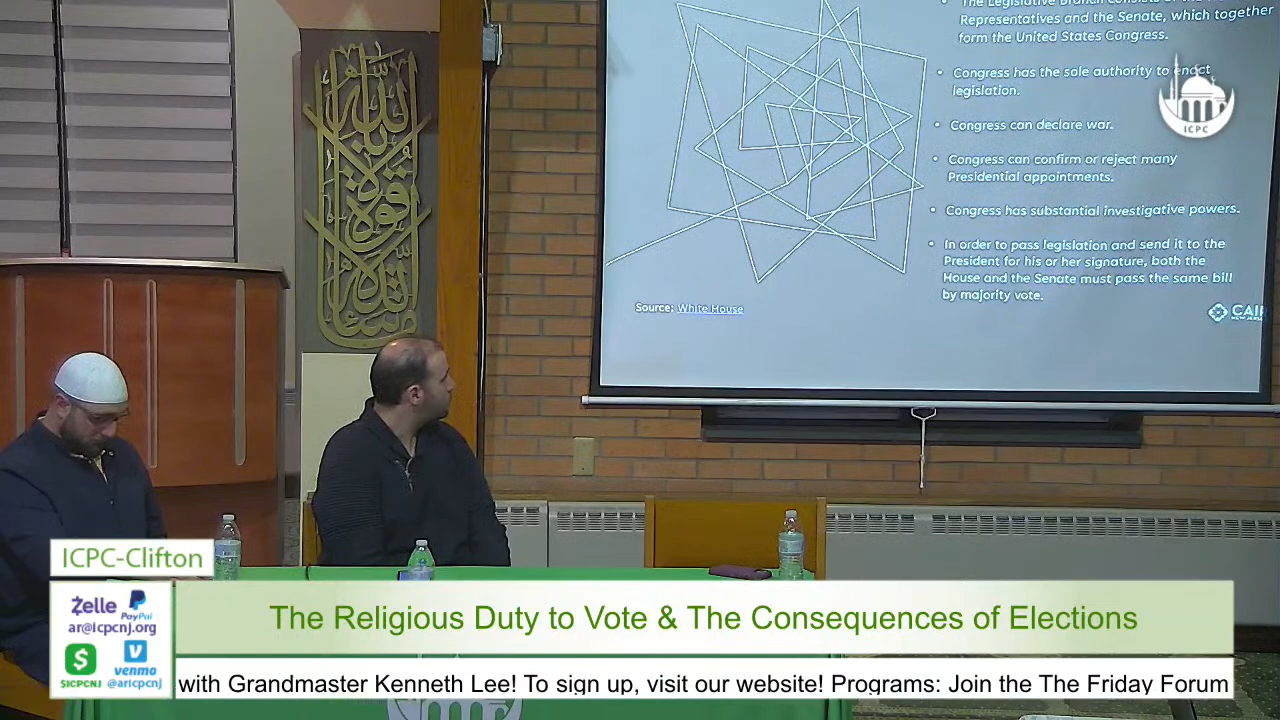 Representatives and the Senate, which together
form the United States Congress.
• Congress has the sole authority to enact
legislation.
• Congress can declare war.
• Congress can confirm or reject many
Presidential appointments.
• Congress has substantial investigative powers.
• In order to pass legislation and send it to the
President for his or her signature, both the
House and the Senate must pass the same bill
by majority vote.
Source: White House
ICPC
ICPC-Clifton
Zelle
PayPal
ar@icpcnj.org
$ICPCNJ
venmo
@aricpcnj
The Religious Duty to Vote & The Consequences of Elections
with Grandmaster Kenneth Lee! To sign up, visit our website! Programs: Join the The Friday Forum